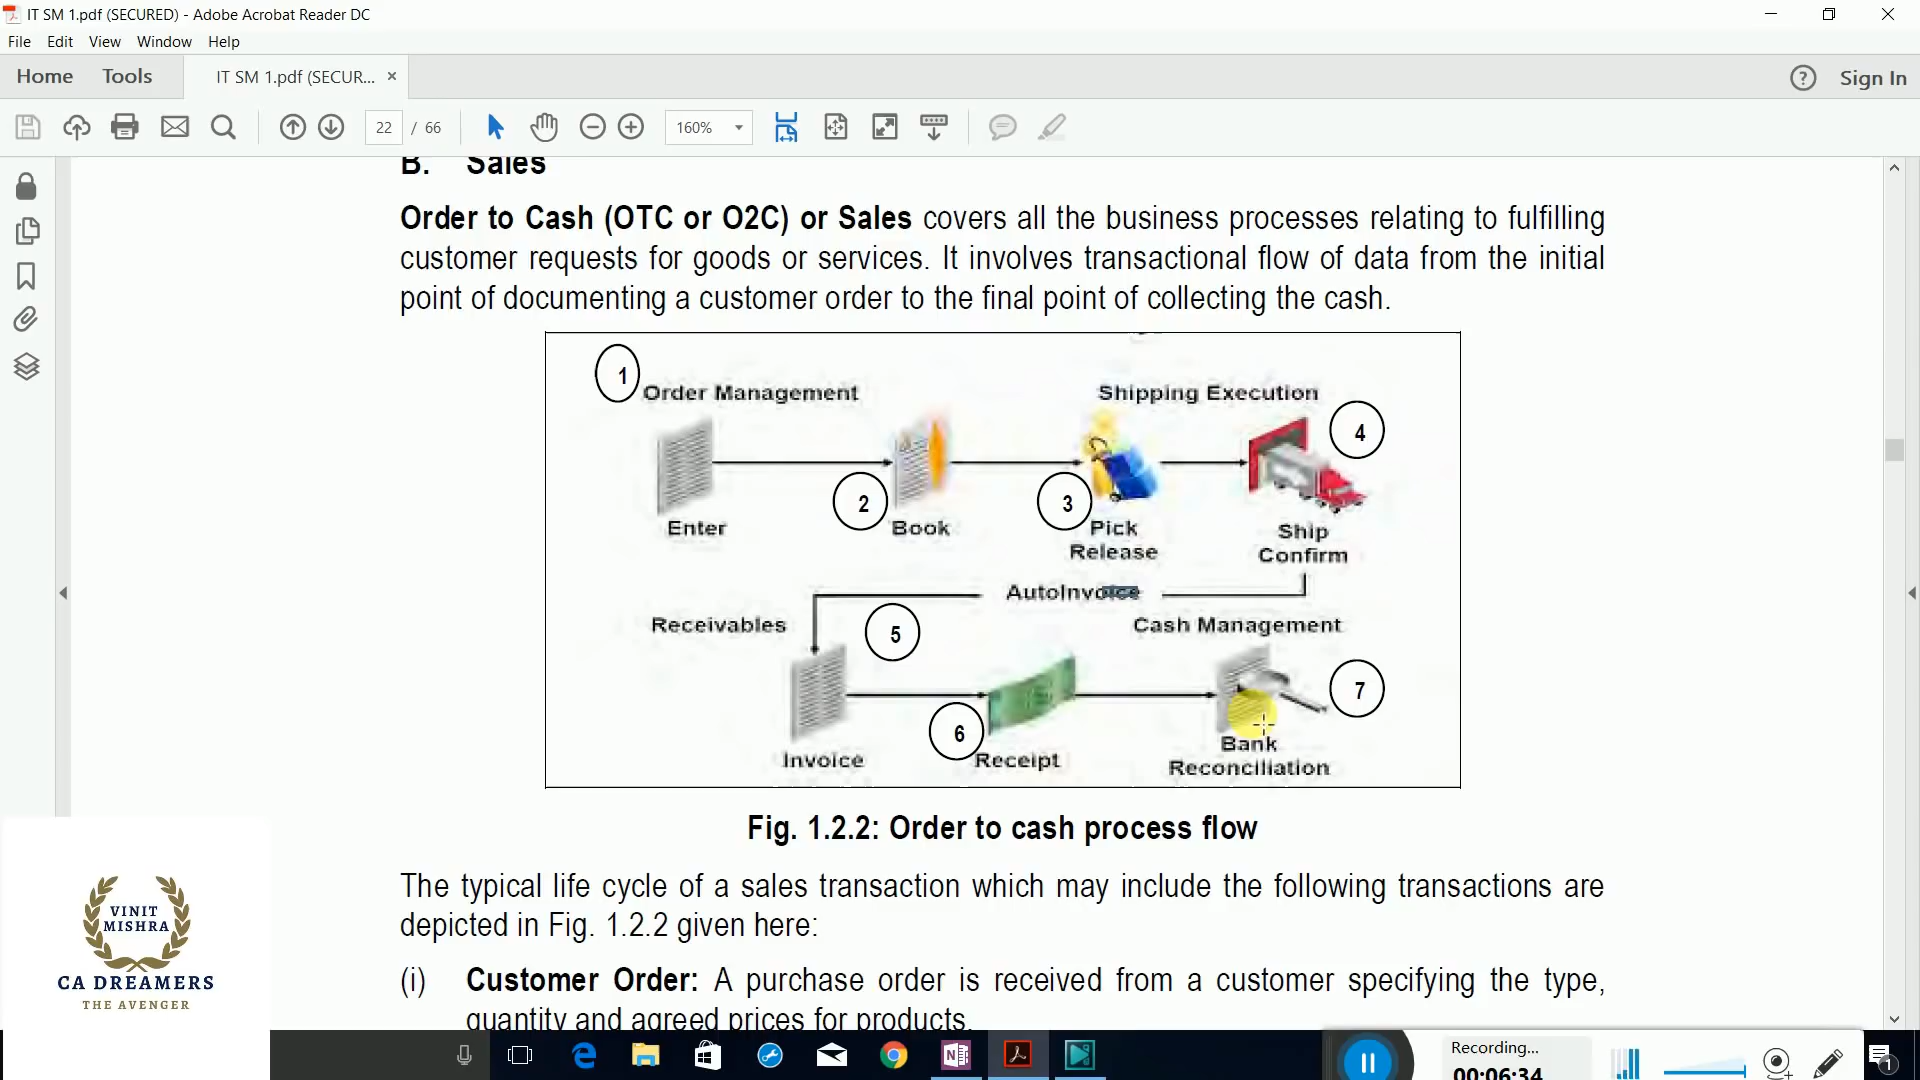 IT SM 1.pdf (SECURED) - Adobe Acrobat Reader DC
File Edit View Window Help
Home Tools IT SM 1.pdf (SECUR... × Sign In
22 / 66 160%
B. Sales
Order to Cash (OTC or O2C) or Sales covers all the business processes relating to fulfilling
customer requests for goods or services. It involves transactional flow of data from the initial
point of documenting a customer order to the final point of collecting the cash.
1
Order Management Shipping Execution
4
2 3
Enter Book Pick Release Ship Confirm
AutoInvoice
Receivables 5 Cash Management
7
6
Invoice Receipt Bank Reconciliation
Fig. 1.2.2: Order to cash process flow
The typical life cycle of a sales transaction which may include the following transactions are
depicted in Fig. 1.2.2 given here:
(i) Customer Order: A purchase order is received from a customer specifying the type,
quantity and agreed prices for products.
VINIT
MISHRA
CA DREAMERS
THE AVENGER
Recording...
00:06:34
1